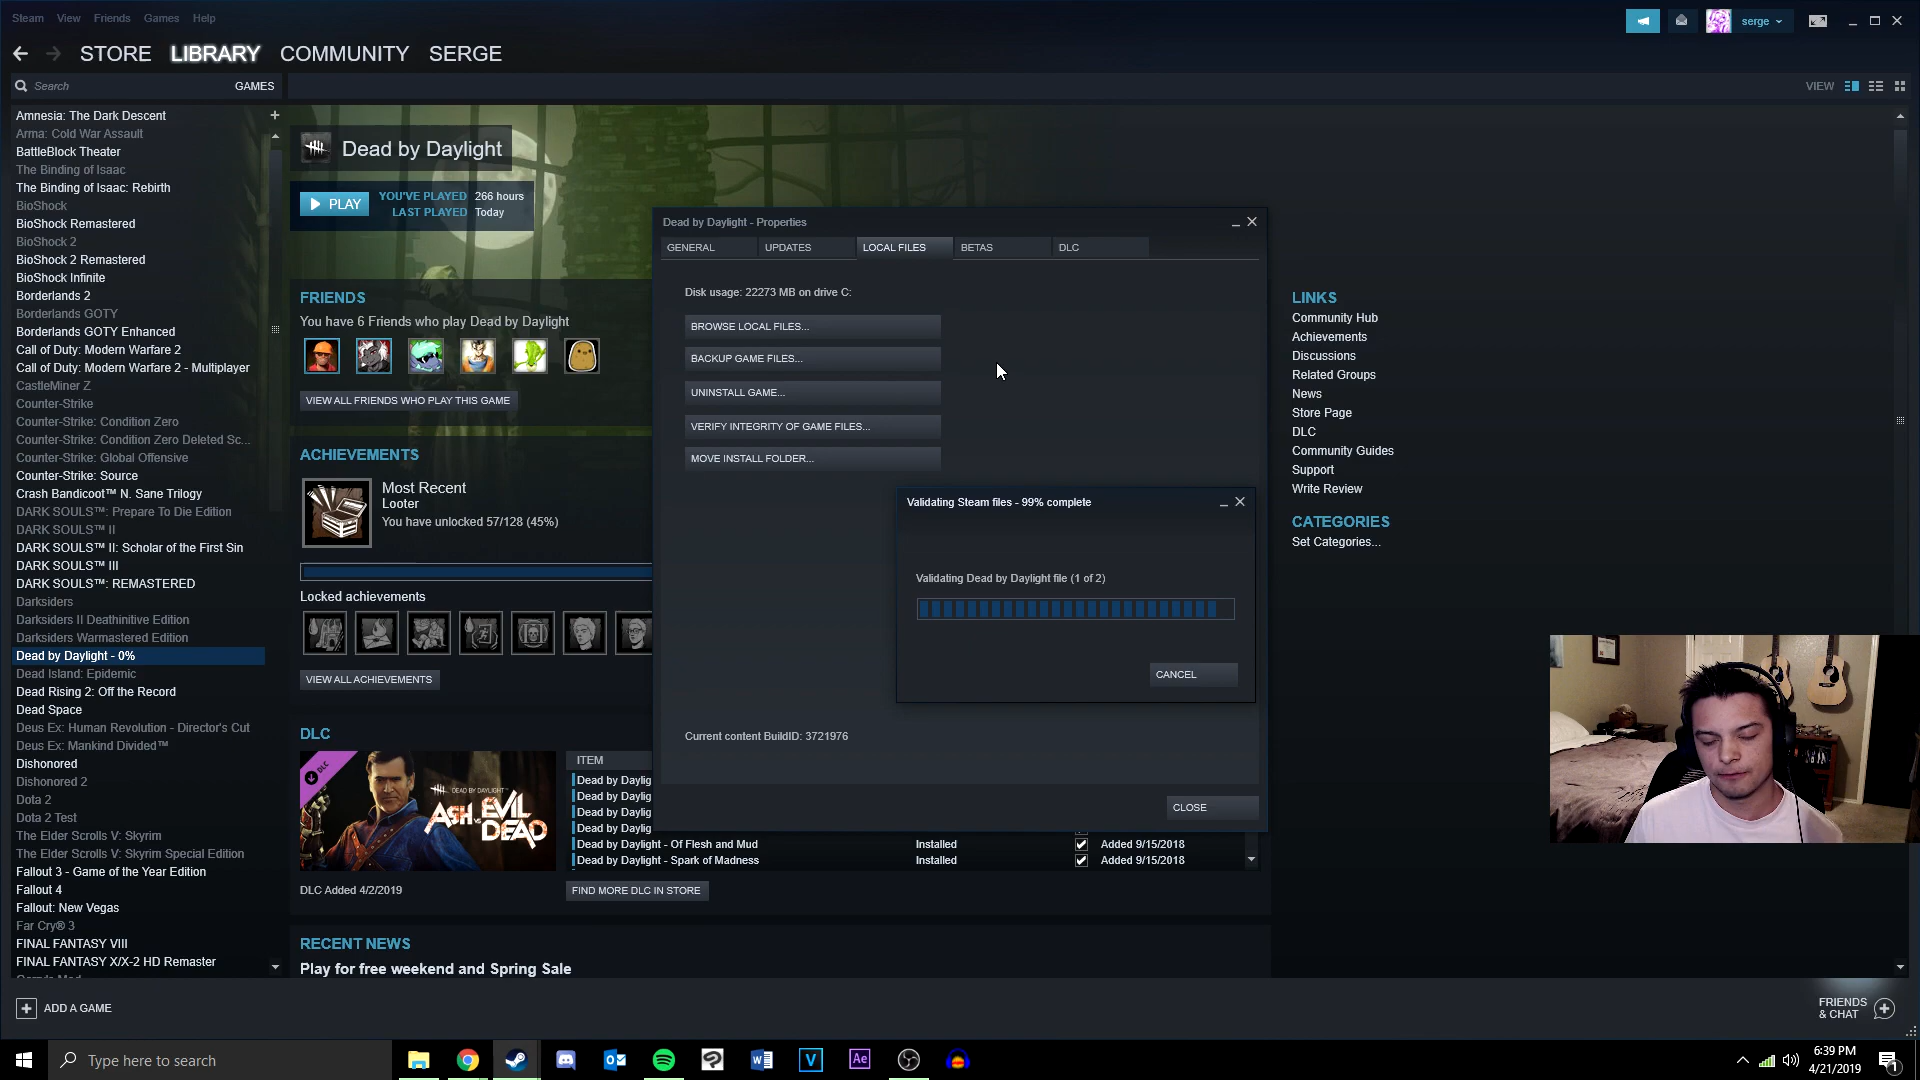 Steam View Friends Games Help
serge
STORE LIBRARY COMMUNITY SERGE
Search GAMES
VIEW
Amnesia: The Dark Descent
Arma: Cold War Assault
BattleBlock Theater
The Binding of Isaac
The Binding of Isaac: Rebirth
BioShock
BioShock Remastered
BioShock 2
BioShock 2 Remastered
BioShock Infinite
Borderlands 2
Borderlands GOTY
Borderlands GOTY Enhanced
Call of Duty: Modern Warfare 2
Call of Duty: Modern Warfare 2 - Multiplayer
CastleMiner Z
Counter-Strike
Counter-Strike: Condition Zero
Counter-Strike: Condition Zero Deleted Sc...
Counter-Strike: Global Offensive
Counter-Strike: Source
Crash Bandicoot™ N. Sane Trilogy
DARK SOULS™: Prepare To Die Edition
DARK SOULS™ II
DARK SOULS™ II: Scholar of the First Sin
DARK SOULS™ III
DARK SOULS™: REMASTERED
Darksiders
Darksiders II Deathinitive Edition
Darksiders Warmastered Edition
Dead by Daylight - 0%
Dead Island: Epidemic
Dead Rising 2: Off the Record
Dead Space
Deus Ex: Human Revolution - Director's Cut
Deus Ex: Mankind Divided™
Dishonored
Dishonored 2
Dota 2
Dota 2 Test
The Elder Scrolls V: Skyrim
The Elder Scrolls V: Skyrim Special Edition
Fallout 3 - Game of the Year Edition
Fallout 4
Fallout: New Vegas
Far Cry® 3
FINAL FANTASY VIII
FINAL FANTASY X/X-2 HD Remaster
Dead by Daylight
PLAY
YOU'VE PLAYED 266 hours
LAST PLAYED Today
FRIENDS
You have 6 Friends who play Dead by Daylight
VIEW ALL FRIENDS WHO PLAY THIS GAME
ACHIEVEMENTS
Most Recent
Looter
You have unlocked 57/128 (45%)
Locked achievements
VIEW ALL ACHIEVEMENTS
DLC
DLC
DEAD BY DAYLIGHT
ASH VS EVIL DEAD
DLC Added 4/2/2019
ITEM
Dead by Daylig
Dead by Daylig
Dead by Daylig
Dead by Daylig
Dead by Daylight - Of Flesh and Mud Installed Added 9/15/2018
Dead by Daylight - Spark of Madness Installed Added 9/15/2018
FIND MORE DLC IN STORE
RECENT NEWS
Play for free weekend and Spring Sale
Dead by Daylight - Properties
GENERAL UPDATES LOCAL FILES BETAS DLC
Disk usage: 22273 MB on drive C:
BROWSE LOCAL FILES...
BACKUP GAME FILES...
UNINSTALL GAME...
VERIFY INTEGRITY OF GAME FILES...
MOVE INSTALL FOLDER...
Validating Steam files - 99% complete
Validating Dead by Daylight file (1 of 2)
CANCEL
Current content BuildID: 3721976
CLOSE
LINKS
Community Hub
Achievements
Discussions
Related Groups
News
Store Page
DLC
Community Guides
Support
Write Review
CATEGORIES
Set Categories...
ADD A GAME
FRIENDS
& CHAT
Type here to search
Ae
6:39 PM
4/21/2019
1